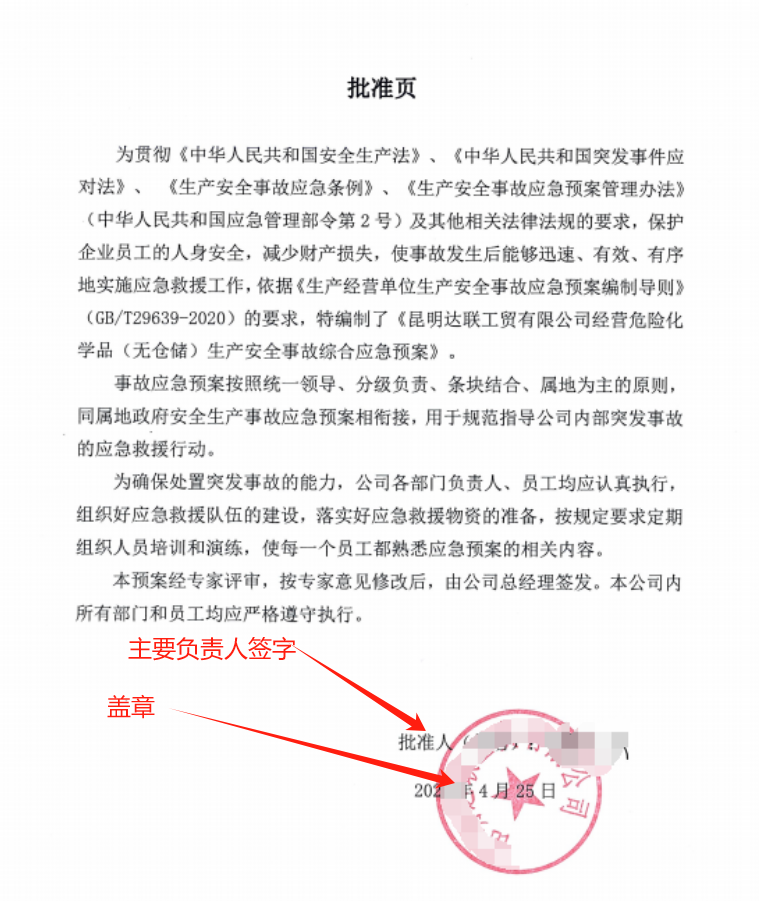 批准页
为贯彻《中华人民共和国安全生产法》、《中华人民共和国突发事件应
对法》、 《生产安全事故应急条例》、《生产安全事故应急预案管理办法》
（中华人民共和国应急管理部令第 2 号）及其他相关法律法规的要求，保护
企业员工的人身安全，减少财产损失，使事故发生后能够迅速、有效、有序
地实施应急救援工作，依据《生产经营单位生产安全事故应急预案编制导则》
（GB/T29639-2020）的要求，特编制了《昆明达联工贸有限公司经营危险化
学品（无仓储）生产安全事故综合应急预案》。
事故应急预案按照统一领导、分级负责、条块结合、属地为主的原则，
同属地政府安全生产事故应急预案相衔接，用于规范指导公司内部突发事故
的应急救援行动。
为确保处置突发事故的能力，公司各部门负责人、员工均应认真执行，
组织好应急救援队伍的建设，落实好应急救援物资的准备，按规定要求定期
组织人员培训和演练，使每一个员工都熟悉应急预案的相关内容。
本预案经专家评审，按专家意见修改后，由公司总经理签发。本公司内
所有部门和员工均应严格遵守执行。
主要负责人签字
盖章
批准人（
202 年 4 月 25 日
公司